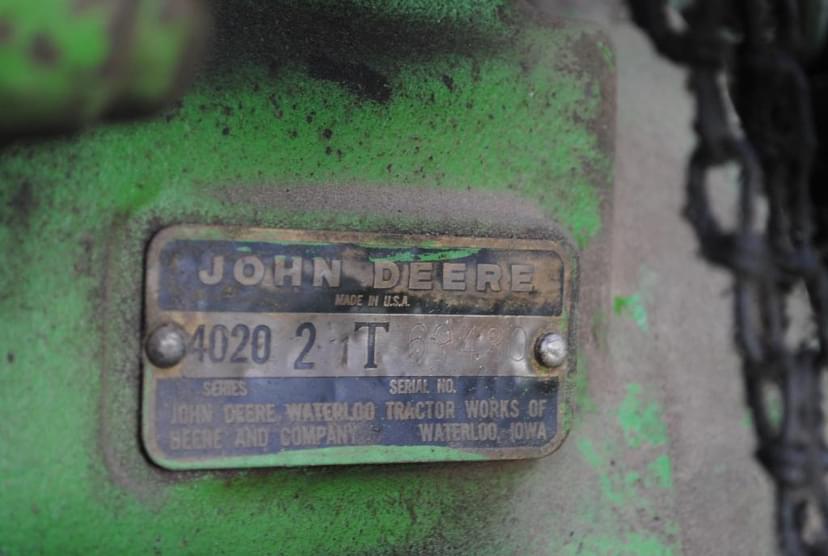 JOHN DEERE
MADE IN U.S.A.
4020 2 1 T
SERIES SERIAL NO.
JOHN DEERE WATERLOO TRACTOR WORKS OF
DEERE AND COMPANY WATERLOO, IOWA